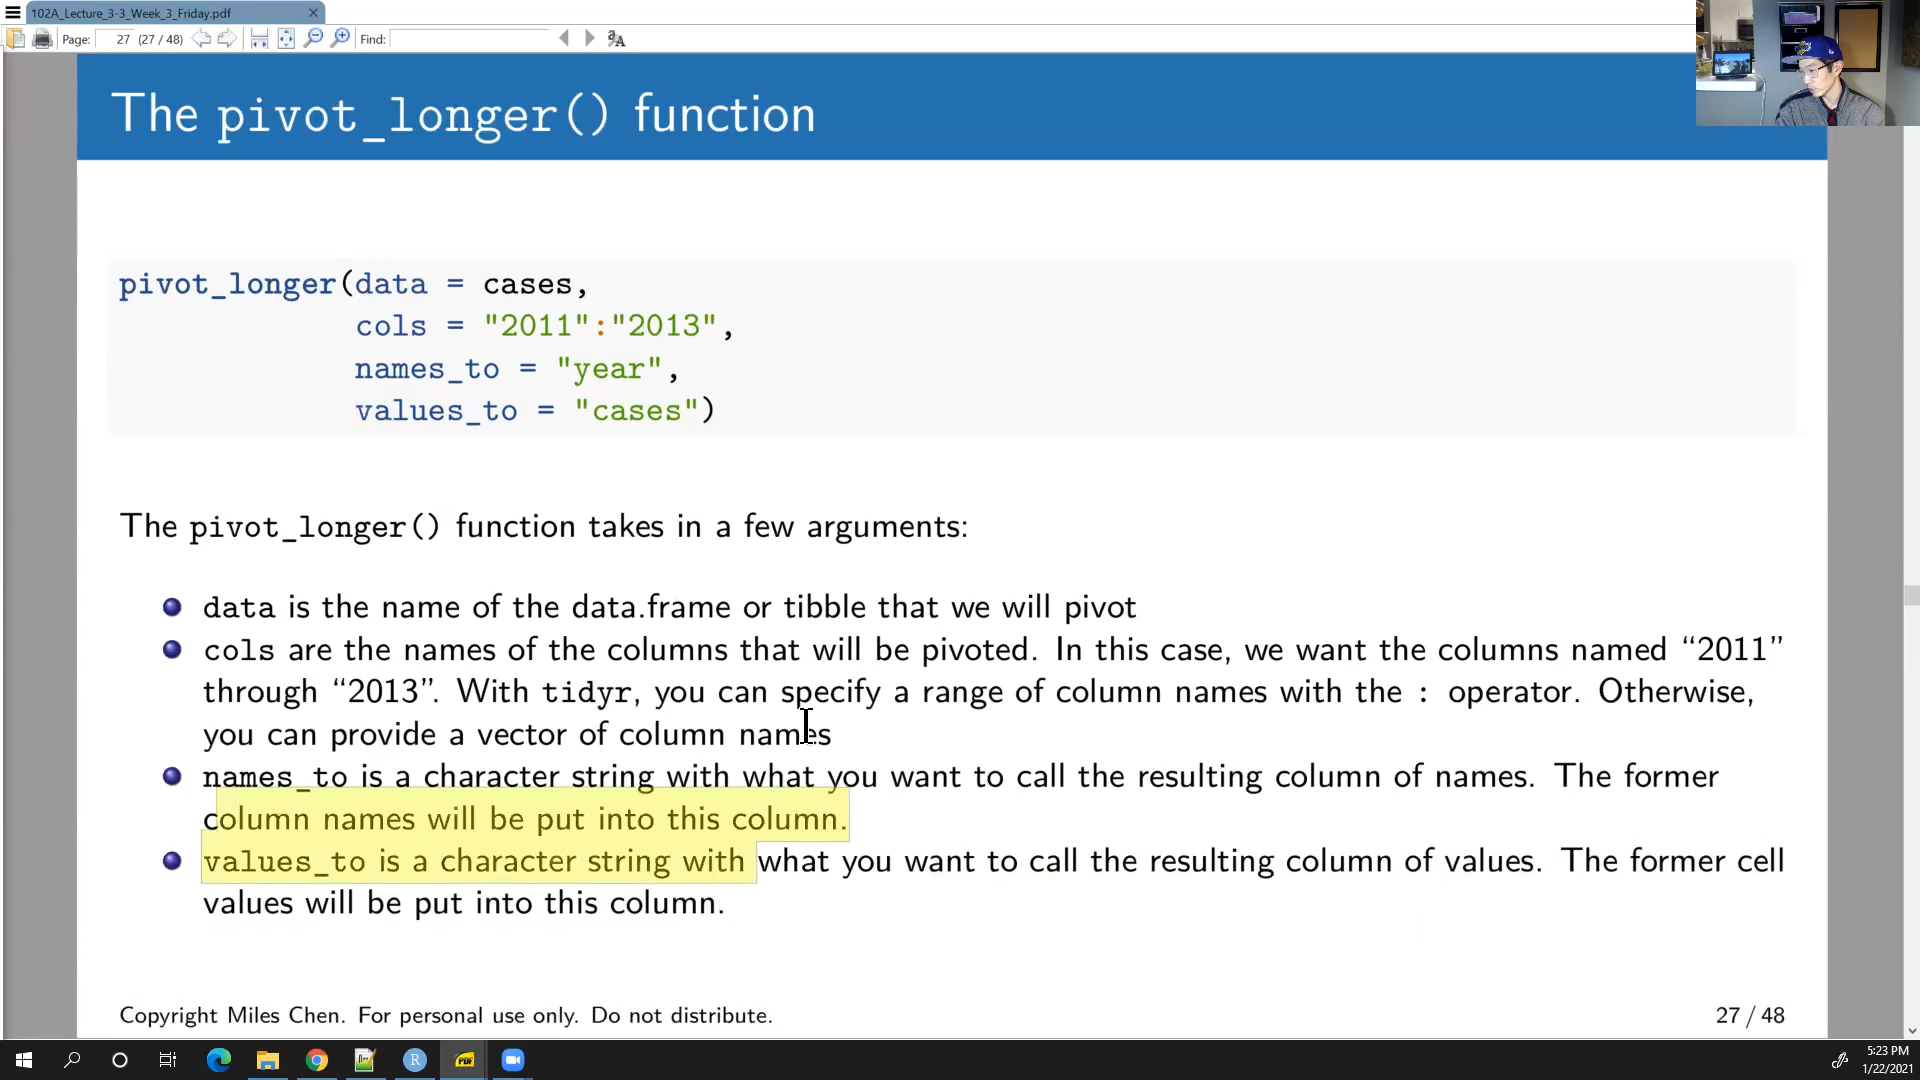 102A_Lecture_3-3_Week_3_Friday.pdf
Page: 27 (27 / 48) Find:
The pivot_longer() function
pivot_longer(data = cases,
cols = "2011":"2013",
names_to = "year",
values_to = "cases")
The pivot_longer() function takes in a few arguments:
data is the name of the data.frame or tibble that we will pivot
cols are the names of the columns that will be pivoted. In this case, we want the columns named “2011”
through “2013”. With tidyr, you can specify a range of column names with the : operator. Otherwise,
you can provide a vector of column names
names_to is a character string with what you want to call the resulting column of names. The former
column names will be put into this column.
values_to is a character string with what you want to call the resulting column of values. The former cell
values will be put into this column.
Copyright Miles Chen. For personal use only. Do not distribute.
27 / 48
R
PDF
5:23 PM
1/22/2021